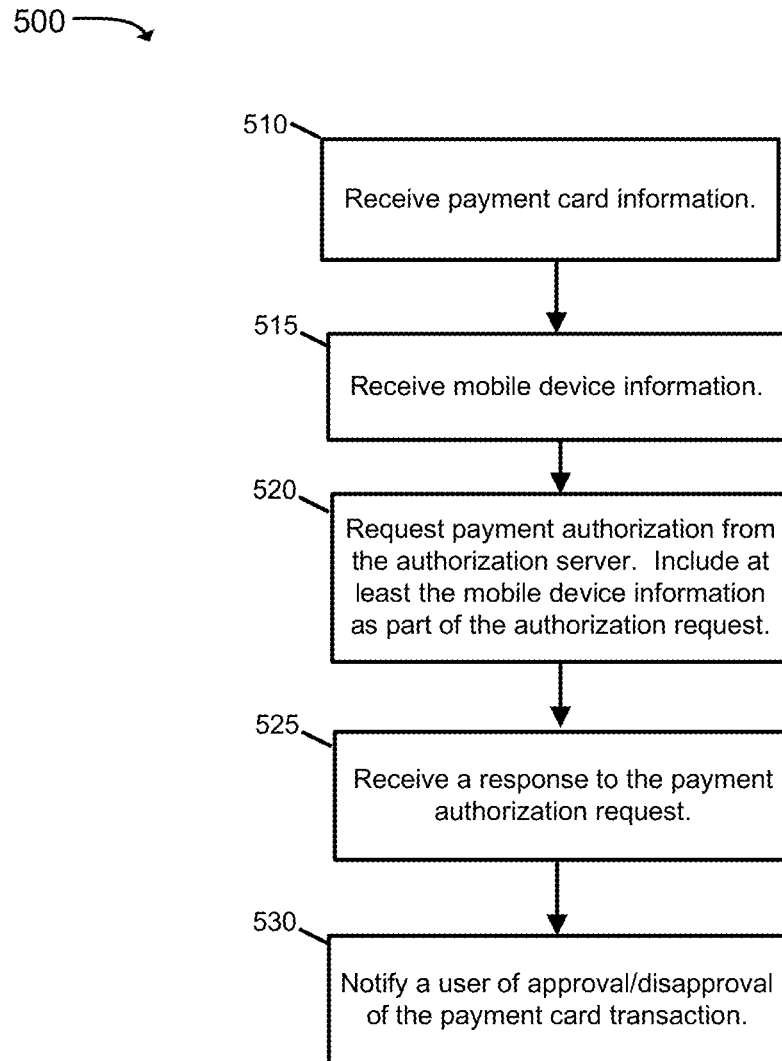 500
510
Receive payment card information.
515
Receive mobile device information.
520
Request payment authorization from
the authorization server.  Include at
least the mobile device information
as part of the authorization request.
525
Receive a response to the payment
authorization request.
530
Notify a user of approval/disapproval
of the payment card transaction.